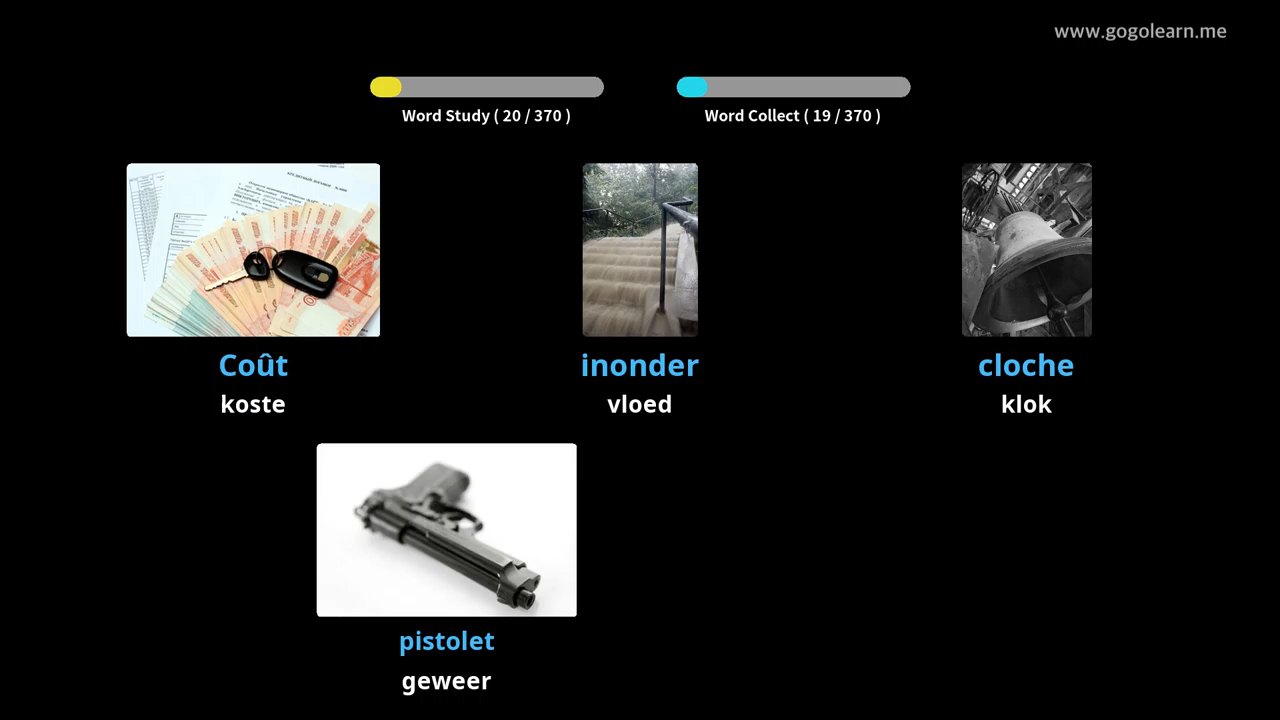 www.gogolearn.me
Word Study ( 20 / 370 )
Word Collect ( 19 / 370 )
Coût
inonder
cloche
koste
vloed
klok
pistolet
geweer